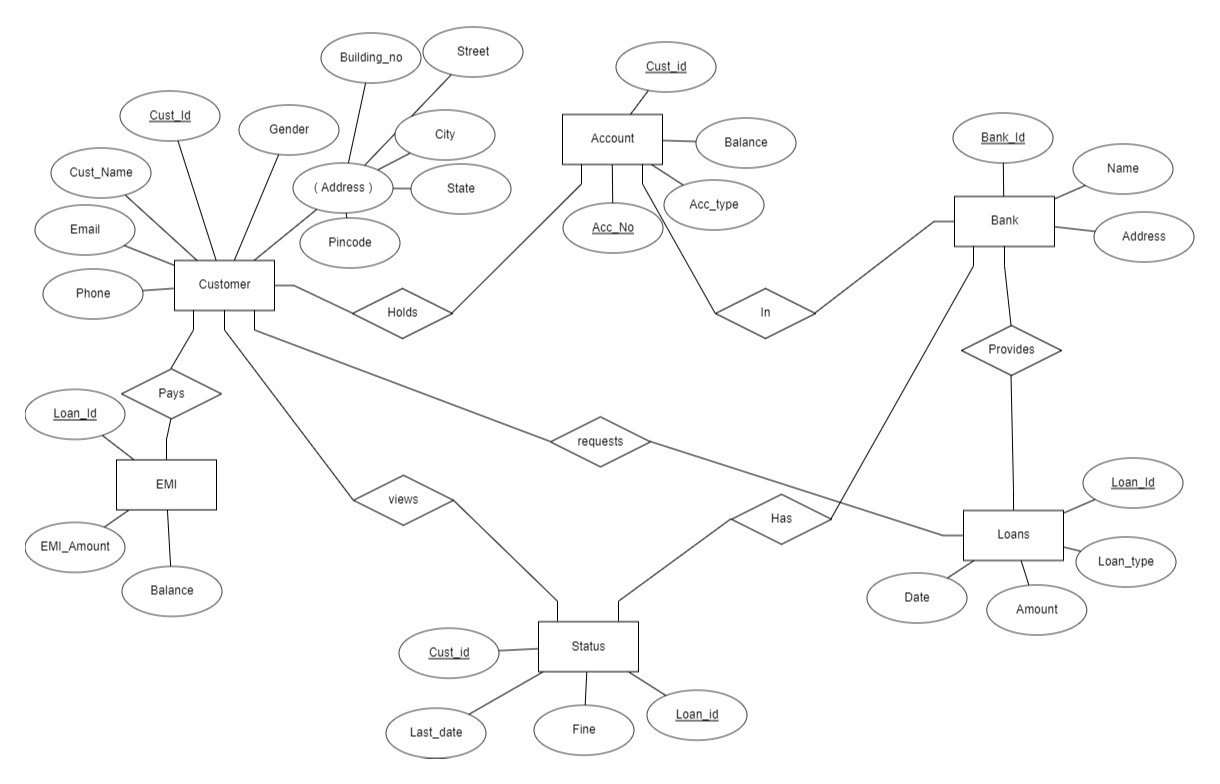 Building_no
Street
Cust_id
Cust_Id
Gender
City
Account
Balance
Bank_Id
Cust_Name
( Address )
State
Acc_type
Name
Email
Pincode
Acc_No
Bank
Address
Phone
Customer
Holds
In
Provides
Pays
Loan_Id
requests
EMI
views
Has
Loan_Id
Loans
EMI_Amount
Loan_type
Balance
Date
Amount
Cust_id
Status
Last_date
Fine
Loan_id